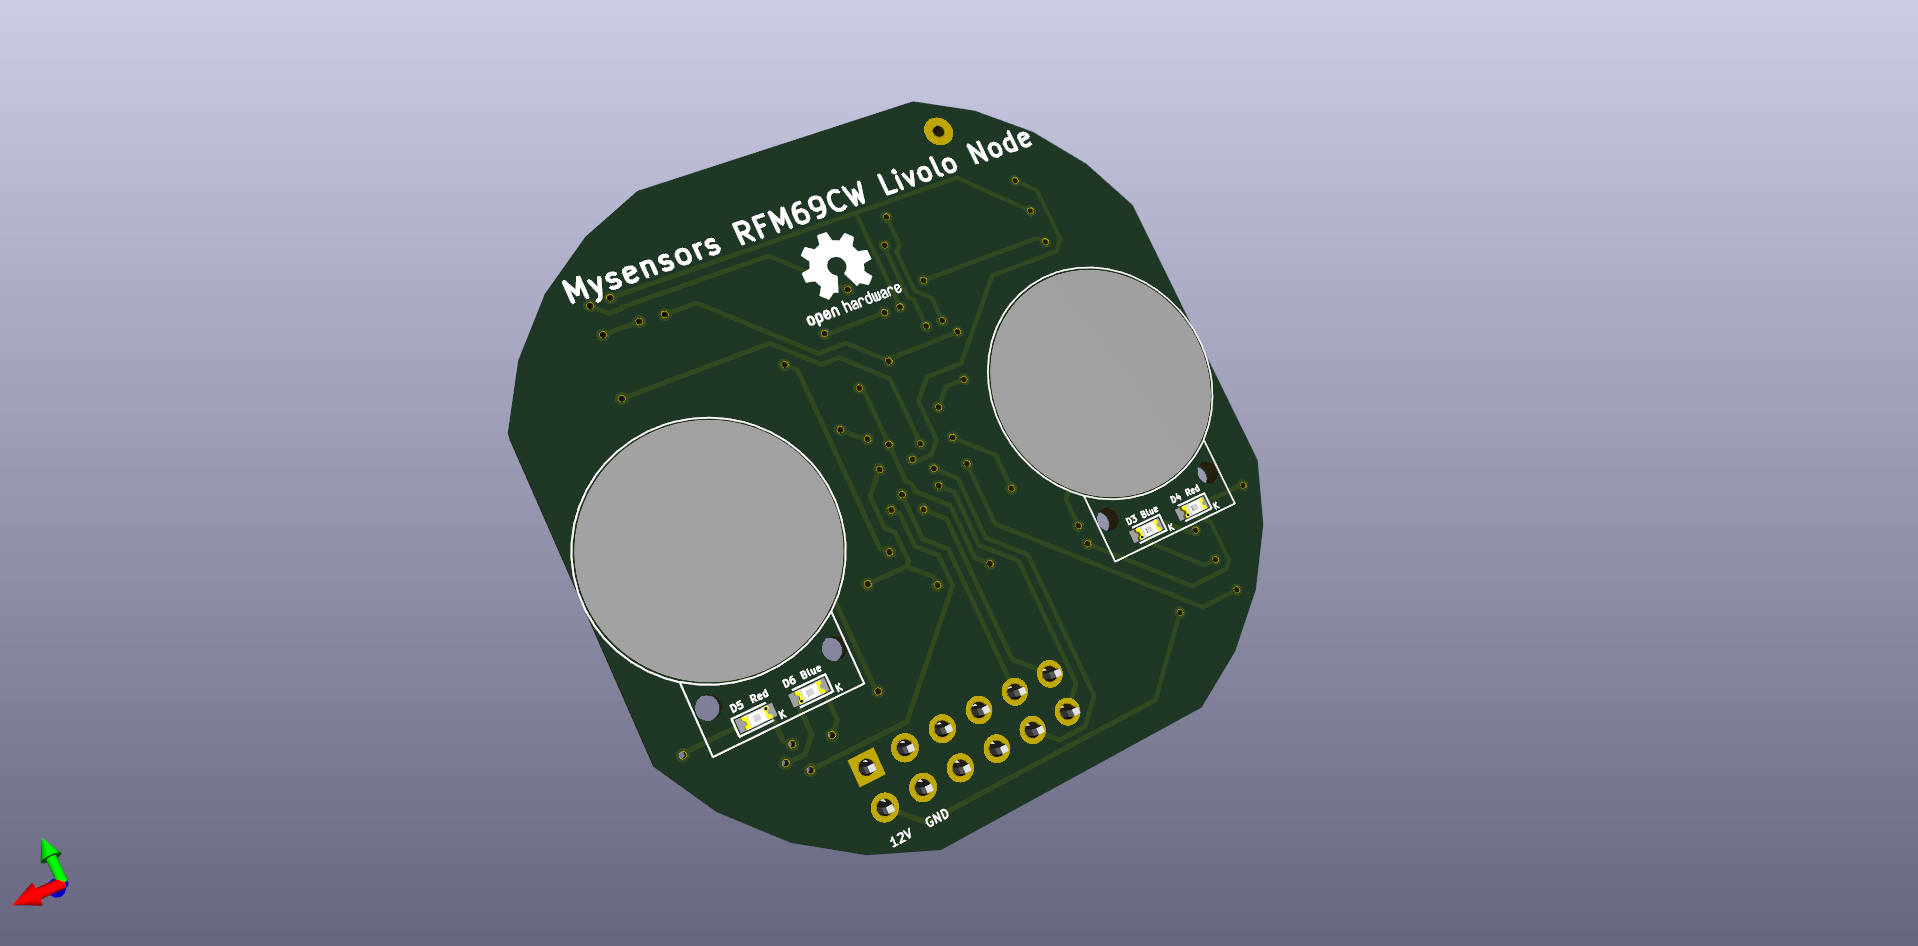 Mysensors RFM69CW Livolo Node
open hardware
D3 Blue
D4 Red
K
K
D5 Red
D6 Blue
K
K
12V
GND